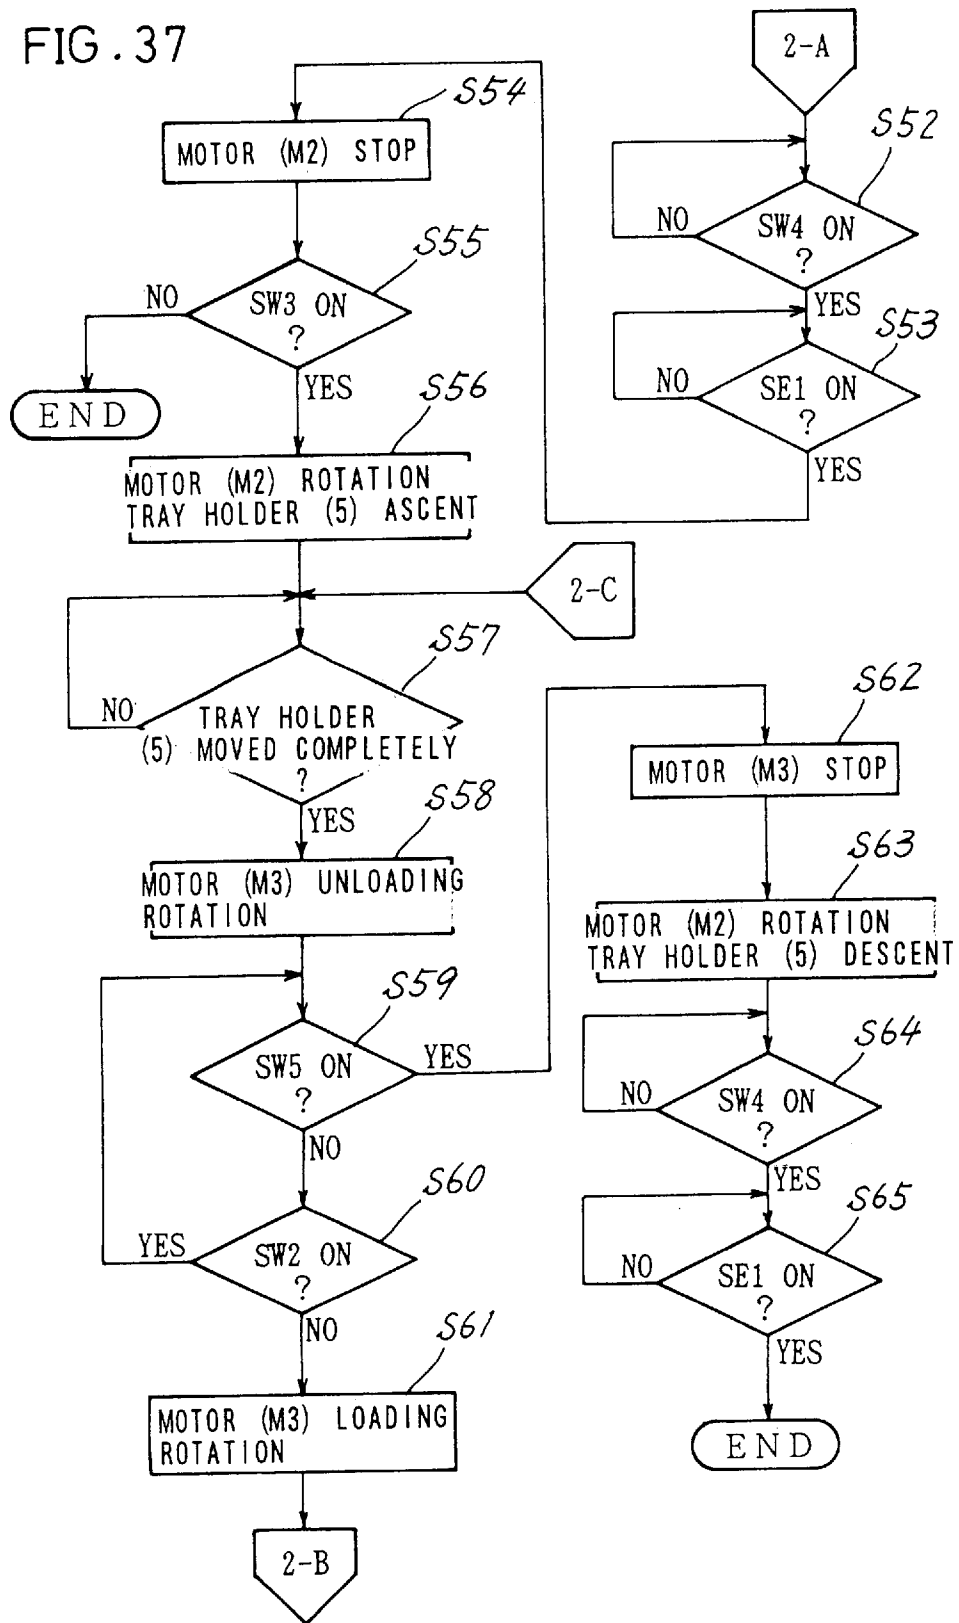 FIG. 37
2-A
S52
SW4 ON
?
NO
YES
S53
SE1 ON
?
NO
YES
S54
MOTOR (M2) STOP
S55
SW3 ON
?
NO
END
YES
S56
MOTOR (M2) ROTATION
TRAY HOLDER (5) ASCENT
2-C
S57
TRAY HOLDER
(5) MOVED COMPLETELY
?
NO
YES
S58
MOTOR (M3) UNLOADING
ROTATION
S59
SW5 ON
?
YES
NO
S60
SW2 ON
?
YES
NO
S61
MOTOR (M3) LOADING
ROTATION
2-B
S62
MOTOR (M3) STOP
S63
MOTOR (M2) ROTATION
TRAY HOLDER (5) DESCENT
S64
SW4 ON
?
NO
YES
S65
SE1 ON
?
NO
YES
END